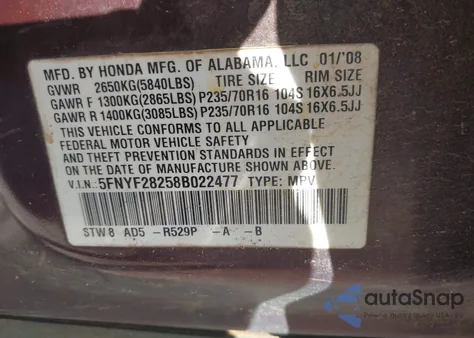 MFD. BY HONDA MFG. OF ALABAMA, LLC 01/'08
GVWR 2650KG(5840LBS) TIRE SIZE RIM SIZE
GAWR F 1300KG(2865LBS) P235/70R16 104S 16X6.5JJ
GAWR R 1400KG(3085LBS) P235/70R16 104S 16X6.5JJ
THIS VEHICLE CONFORMS TO ALL APPLICABLE
FEDERAL MOTOR VEHICLE SAFETY
AND THEFT PREVENTION STANDARDS IN EFFECT
ON THE DATE OF MANUFACTURE SHOWN ABOVE.
V.I.N.: 5FNYF28258B022477 TYPE: MPV
STW8 AD5 -R529P -A -B
autoSnap